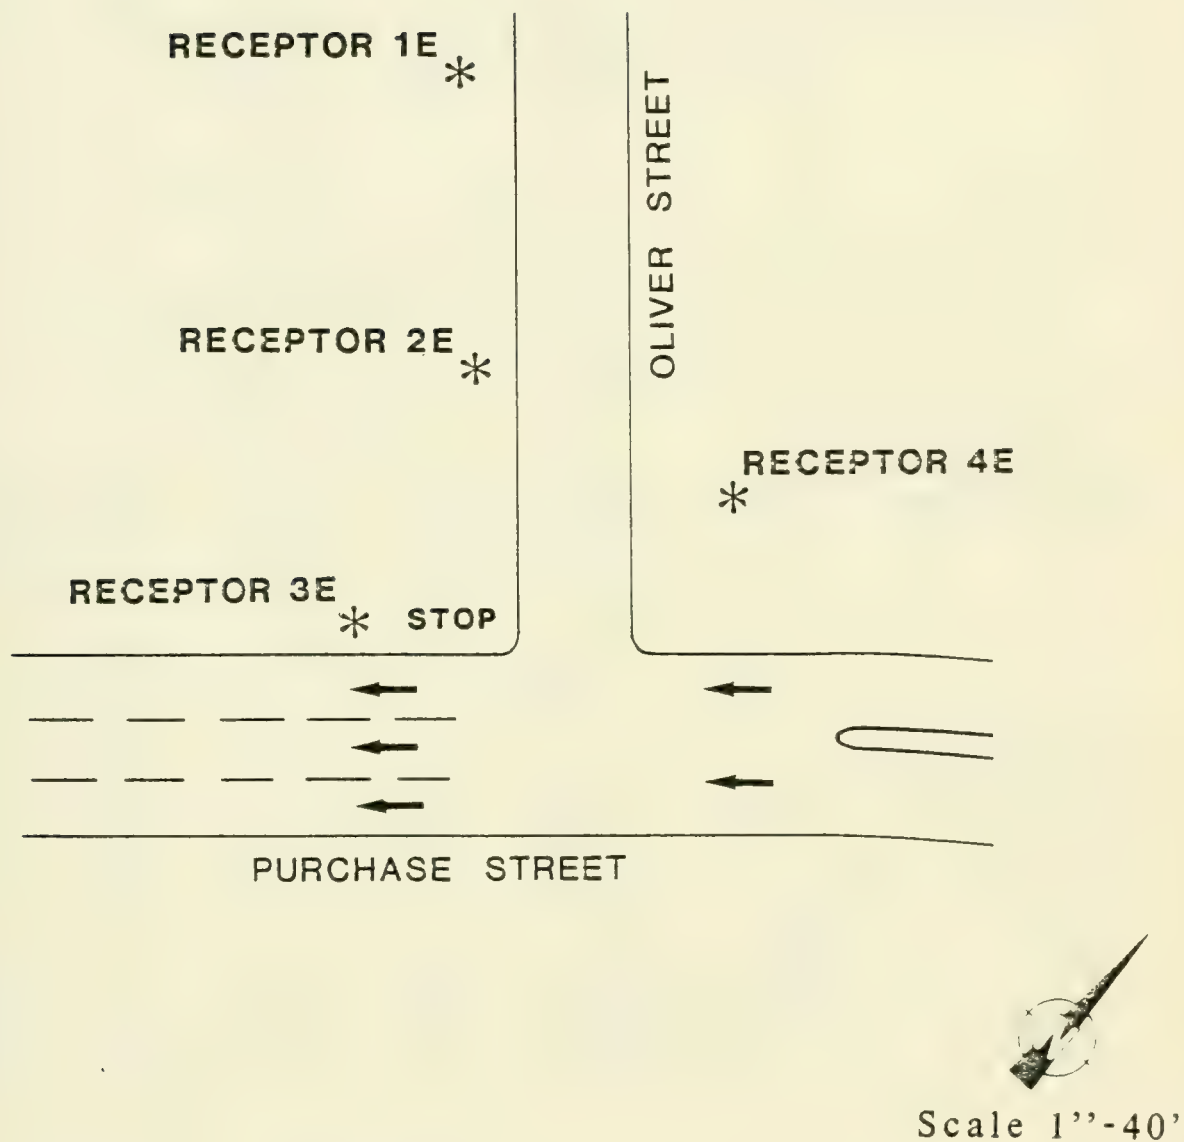 RECEPTOR 1E
OLIVER STREET
RECEPTOR 2E
RECEPTOR 4E
RECEPTOR 3E
STOP
PURCHASE STREET
Scale 1''-40'